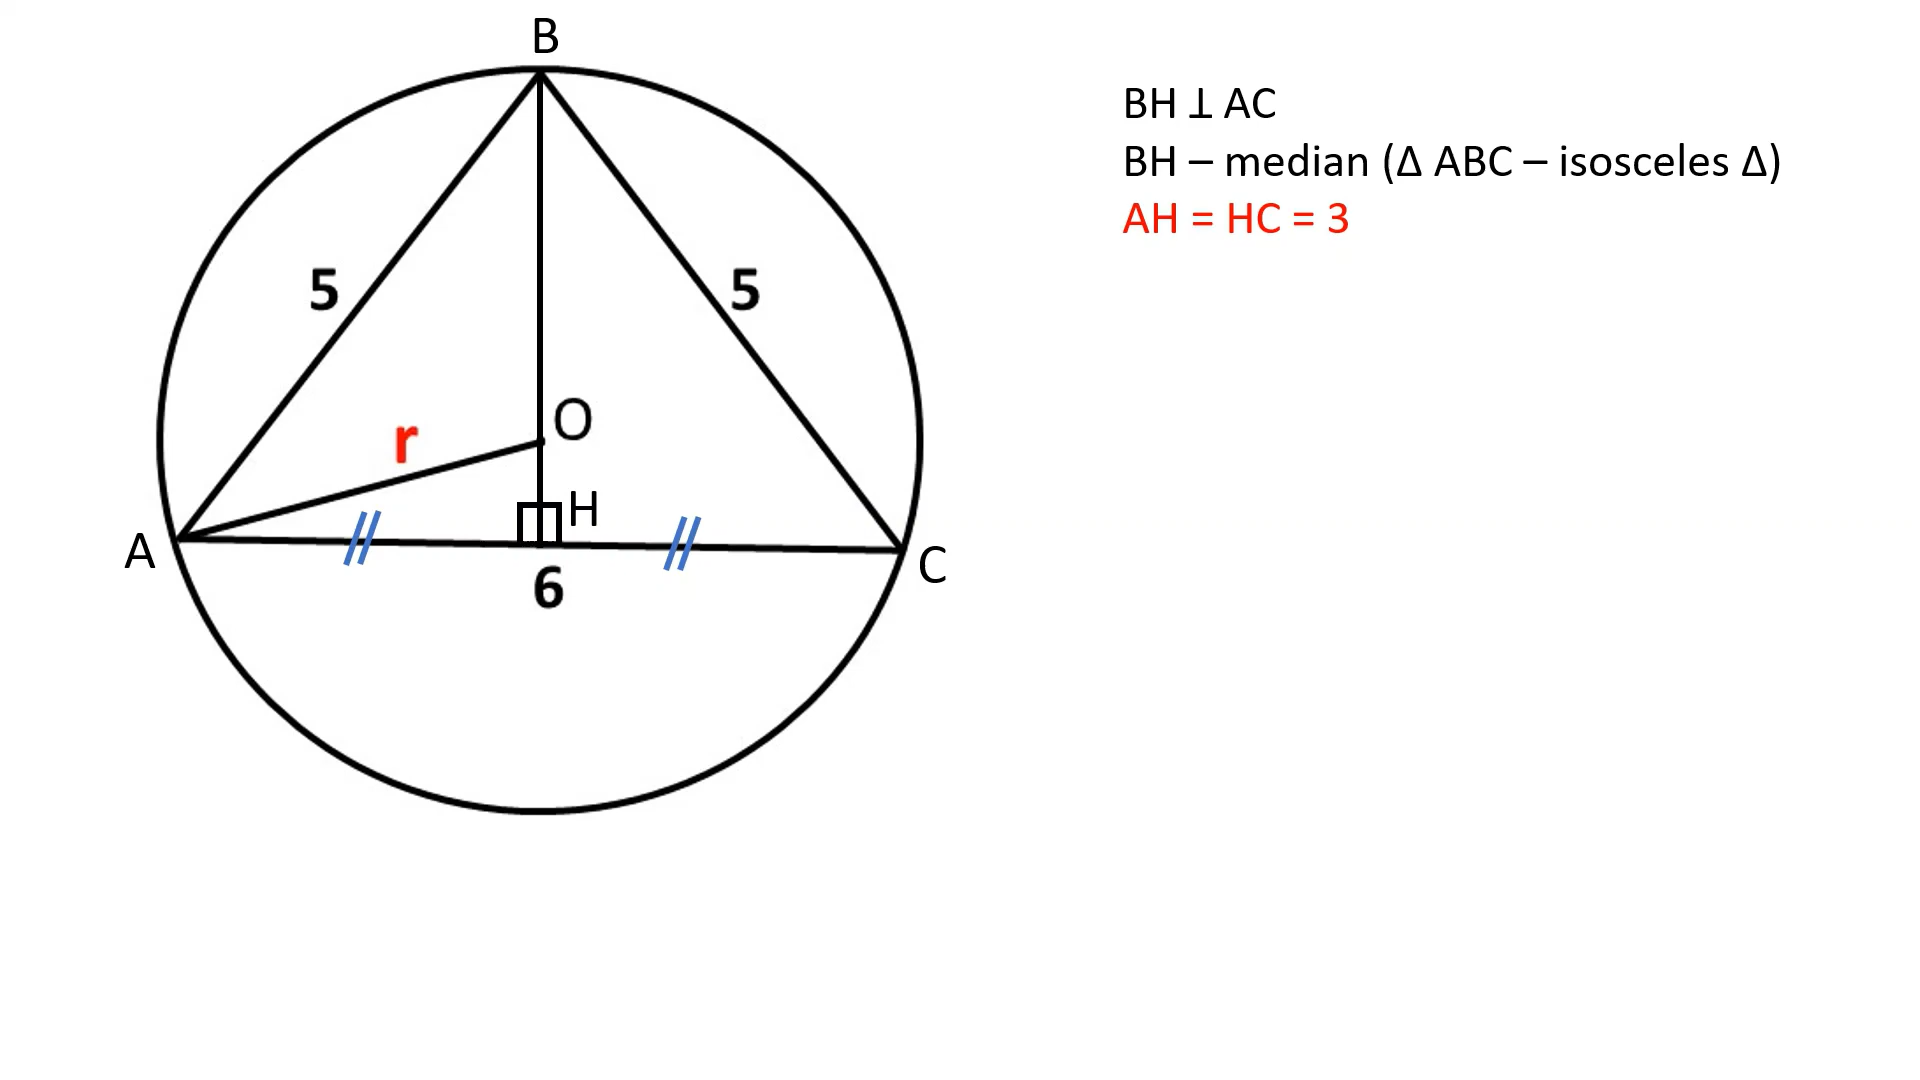 B
BH ⊥ AC
BH – median (Δ ABC – isosceles Δ)
AH = HC = 3
5
5
O
r
H
A
C
6